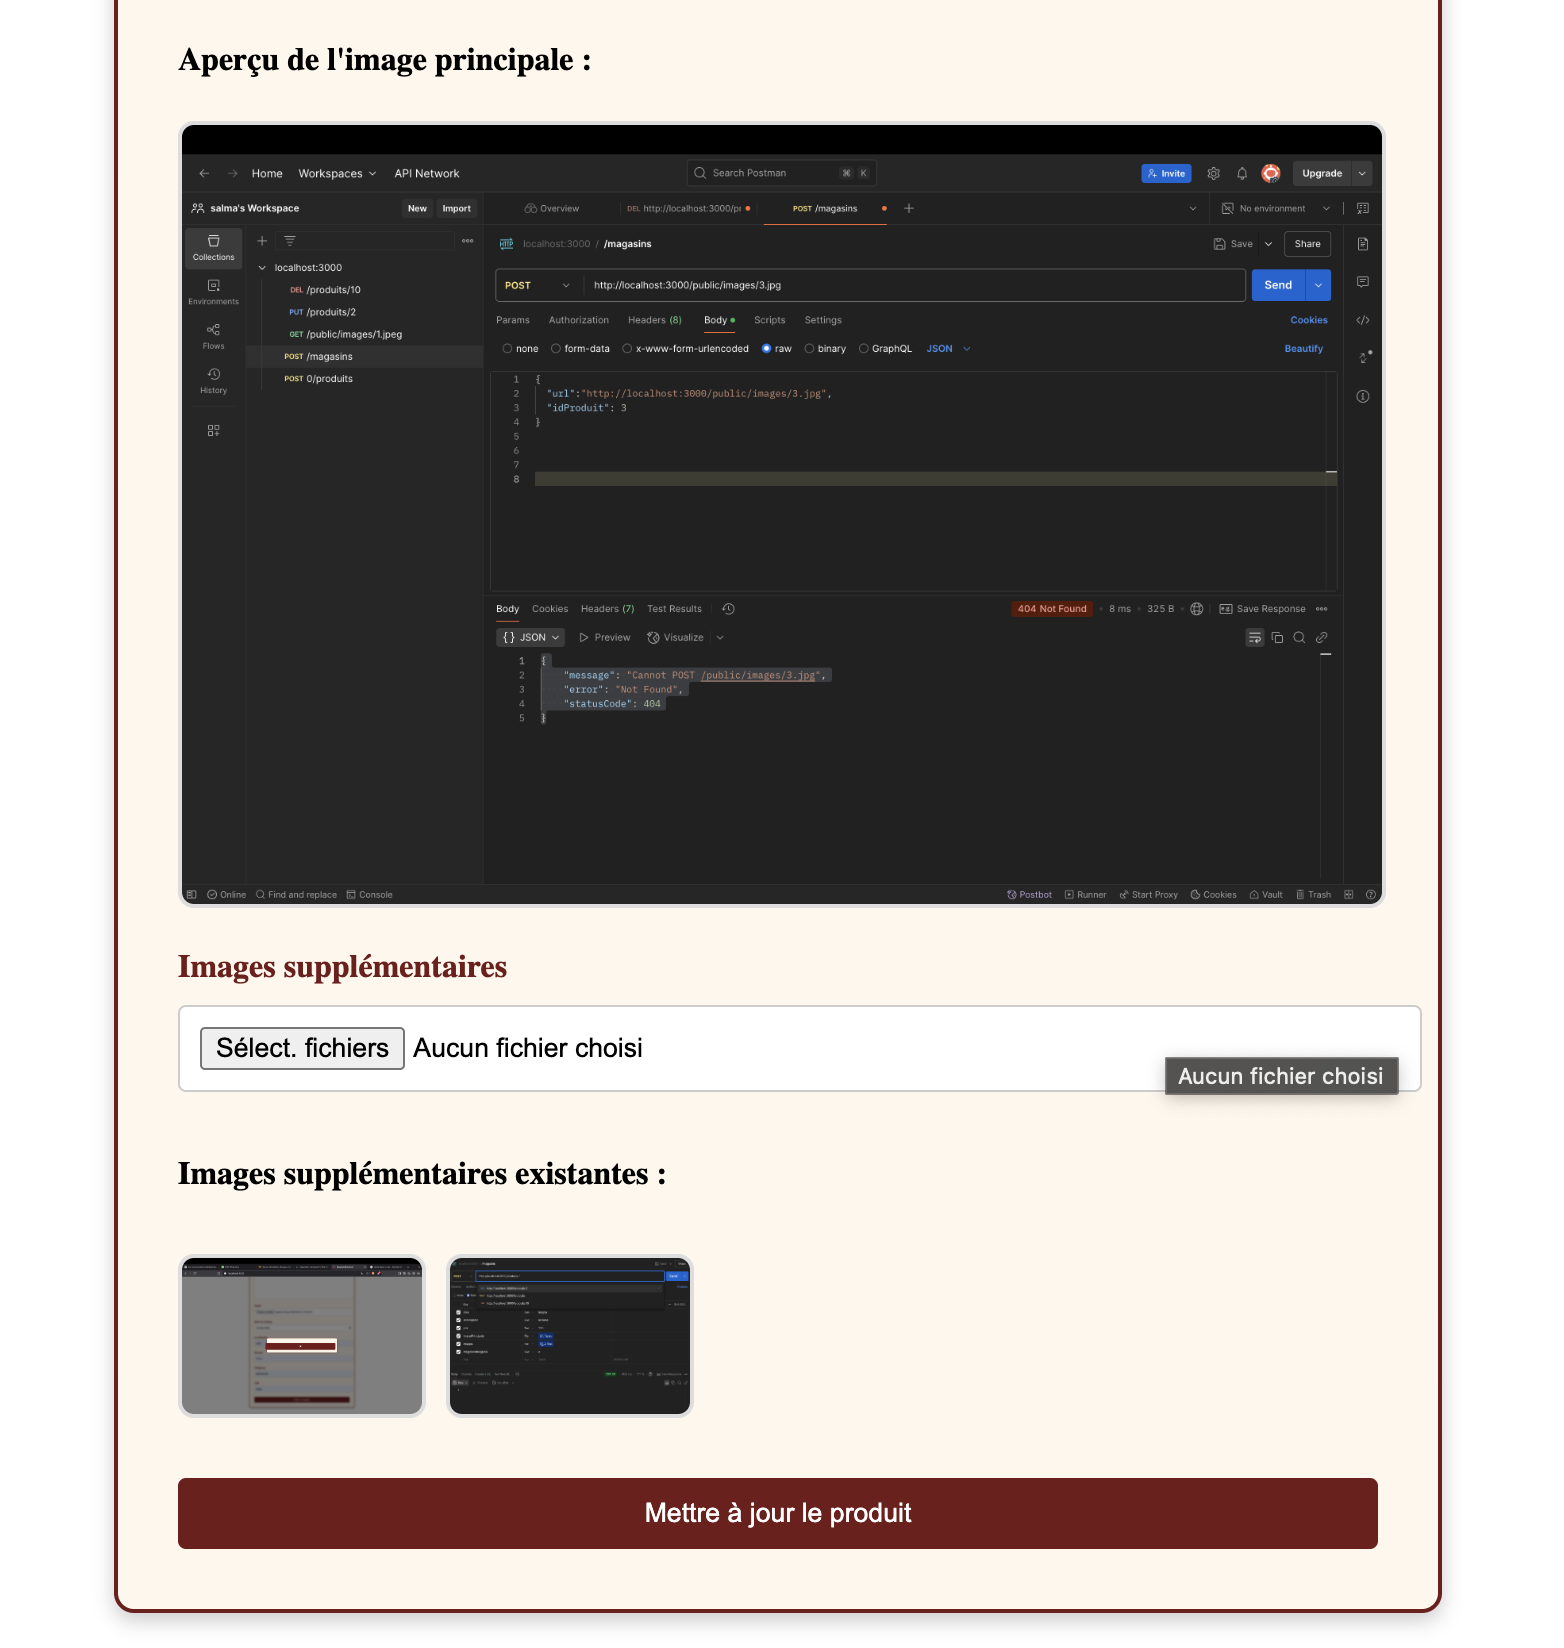 Aperçu de l'image principale :
Home Workspaces API Network Search Postman ⌘ K Invite Upgrade
salma's Workspace New Import Overview DEL http://localhost:3000/pr POST /magasins No environment
Collections
Environments
Flows
History
localhost:3000
DEL /produits/10
PUT /produits/2
GET /public/images/1.jpeg
POST /magasins
POST 0/produits
localhost:3000 / /magasins Save Share
POST http://localhost:3000/public/images/3.jpg Send
Params Authorization Headers (8) Body Scripts Settings Cookies
none form-data x-www-form-urlencoded raw binary GraphQL JSON Beautify
1 {
2 "url":"http://localhost:3000/public/images/3.jpg",
3 "idProduit": 3
4 }
5
6
7
8
Body Cookies Headers (7) Test Results 404 Not Found 8 ms 325 B Save Response
{} JSON Preview Visualize
1 {
2 "message": "Cannot POST /public/images/3.jpg",
3 "error": "Not Found",
4 "statusCode": 404
5 }
Online Find and replace Console Postbot Runner Start Proxy Cookies Vault Trash
Images supplémentaires
Sélect. fichiers Aucun fichier choisi
Aucun fichier choisi
Images supplémentaires existantes :
Mettre à jour le produit